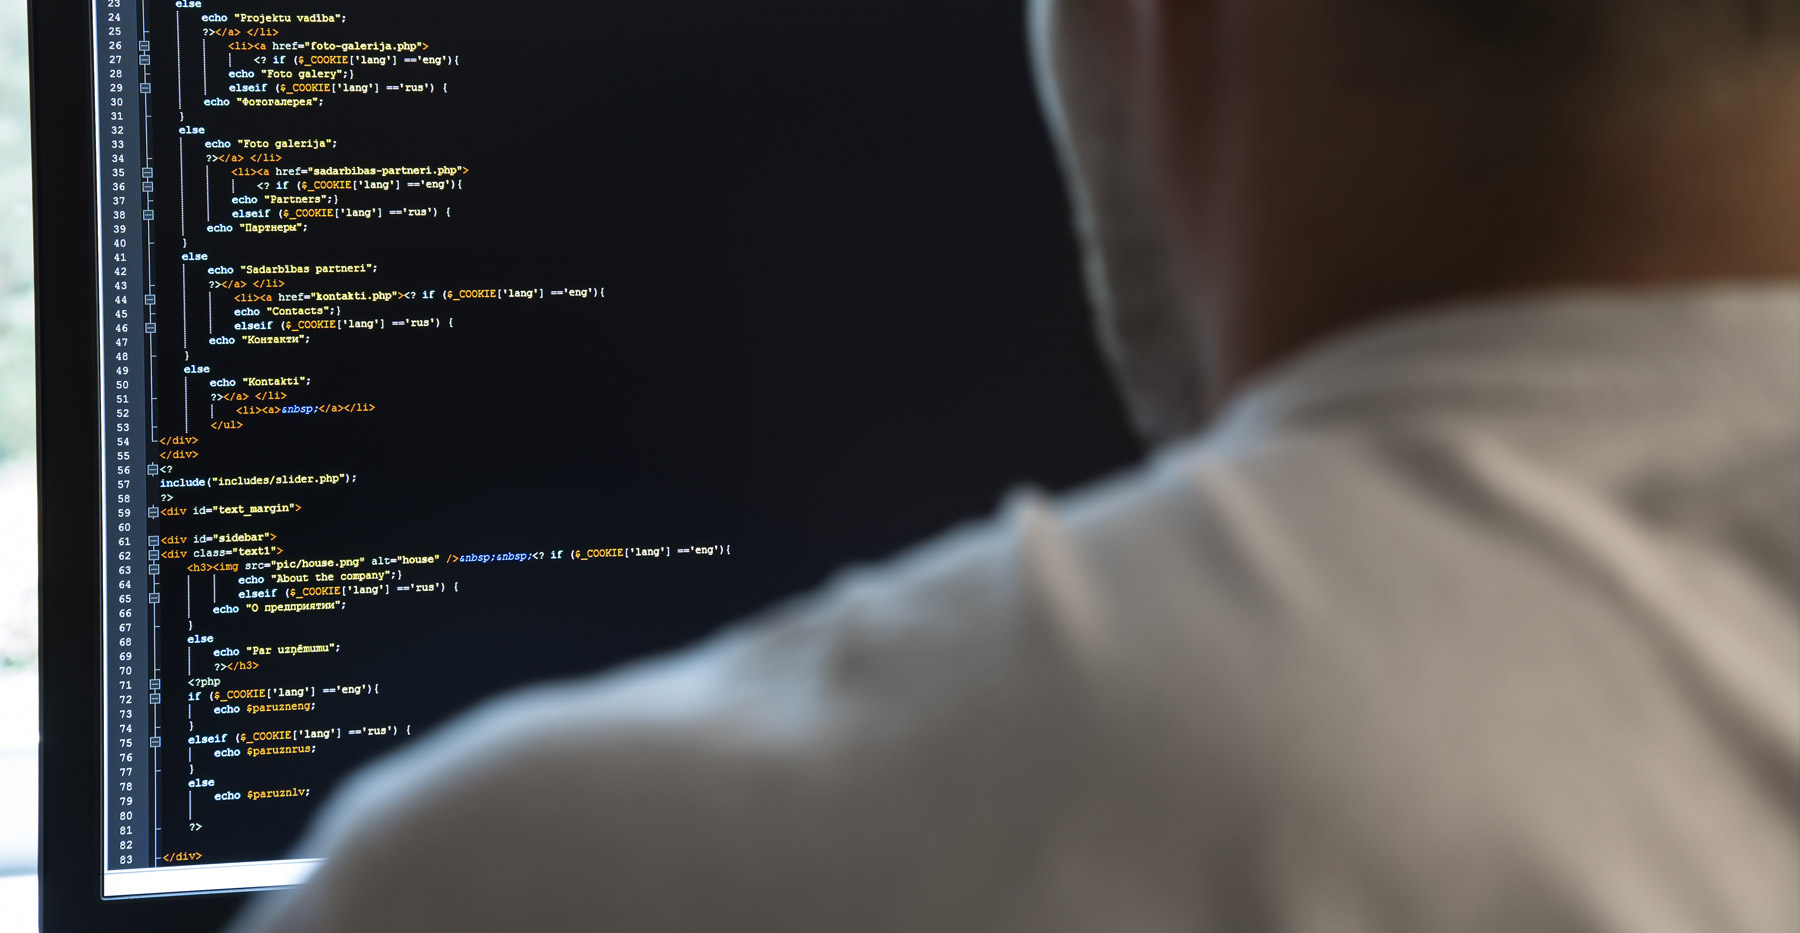 23 else
24 echo "Projektu vadība";
25 ?></a> </li>
26 <li><a href="foto-galerija.php">
27 <? if ($_COOKIE['lang'] =='eng'){
28 echo "Foto galery";}
29 elseif ($_COOKIE['lang'] =='rus') {
30 echo "Фотогалерея";
31 }
32 else
33 echo "Foto galerija";
34 ?></a> </li>
35 <li><a href="sadarbibas-partneri.php">
36 <? if ($_COOKIE['lang'] =='eng'){
37 echo "Partners";}
38 elseif ($_COOKIE['lang'] =='rus') {
39 echo "Партнеры";
40 }
41 else
42 echo "Sadarbības partneri";
43 ?></a> </li>
44 <li><a href="kontakti.php"><? if ($_COOKIE['lang'] =='eng'){
45 echo "Contacts";}
46 elseif ($_COOKIE['lang'] =='rus') {
47 echo "Контакти";
48 }
49 else
50 echo "Kontakti";
51 ?></a> </li>
52 <li><a>&nbsp;</a></li>
53 </ul>
54 </div>
55 </div>
56 <?
57 include("includes/slider.php");
58 ?>
59 <div id="text_margin">
60
61 <div id="sidebar">
62 <div class="text1">
63 <h3><img src="pic/house.png" alt="house" />&nbsp;&nbsp;<? if ($_COOKIE['lang'] =='eng'){
64 echo "About the company";}
65 elseif ($_COOKIE['lang'] =='rus') {
66 echo "О предприятии";
67 }
68 else
69 echo "Par uzņēmumu";
70 ?></h3>
71 <?php
72 if ($_COOKIE['lang'] =='eng'){
73 echo $paruzneng;
74 }
75 elseif ($_COOKIE['lang'] =='rus') {
76 echo $paruznrus;
77 }
78 else
79 echo $paruznlv;
80
81 ?>
82
83 </div>